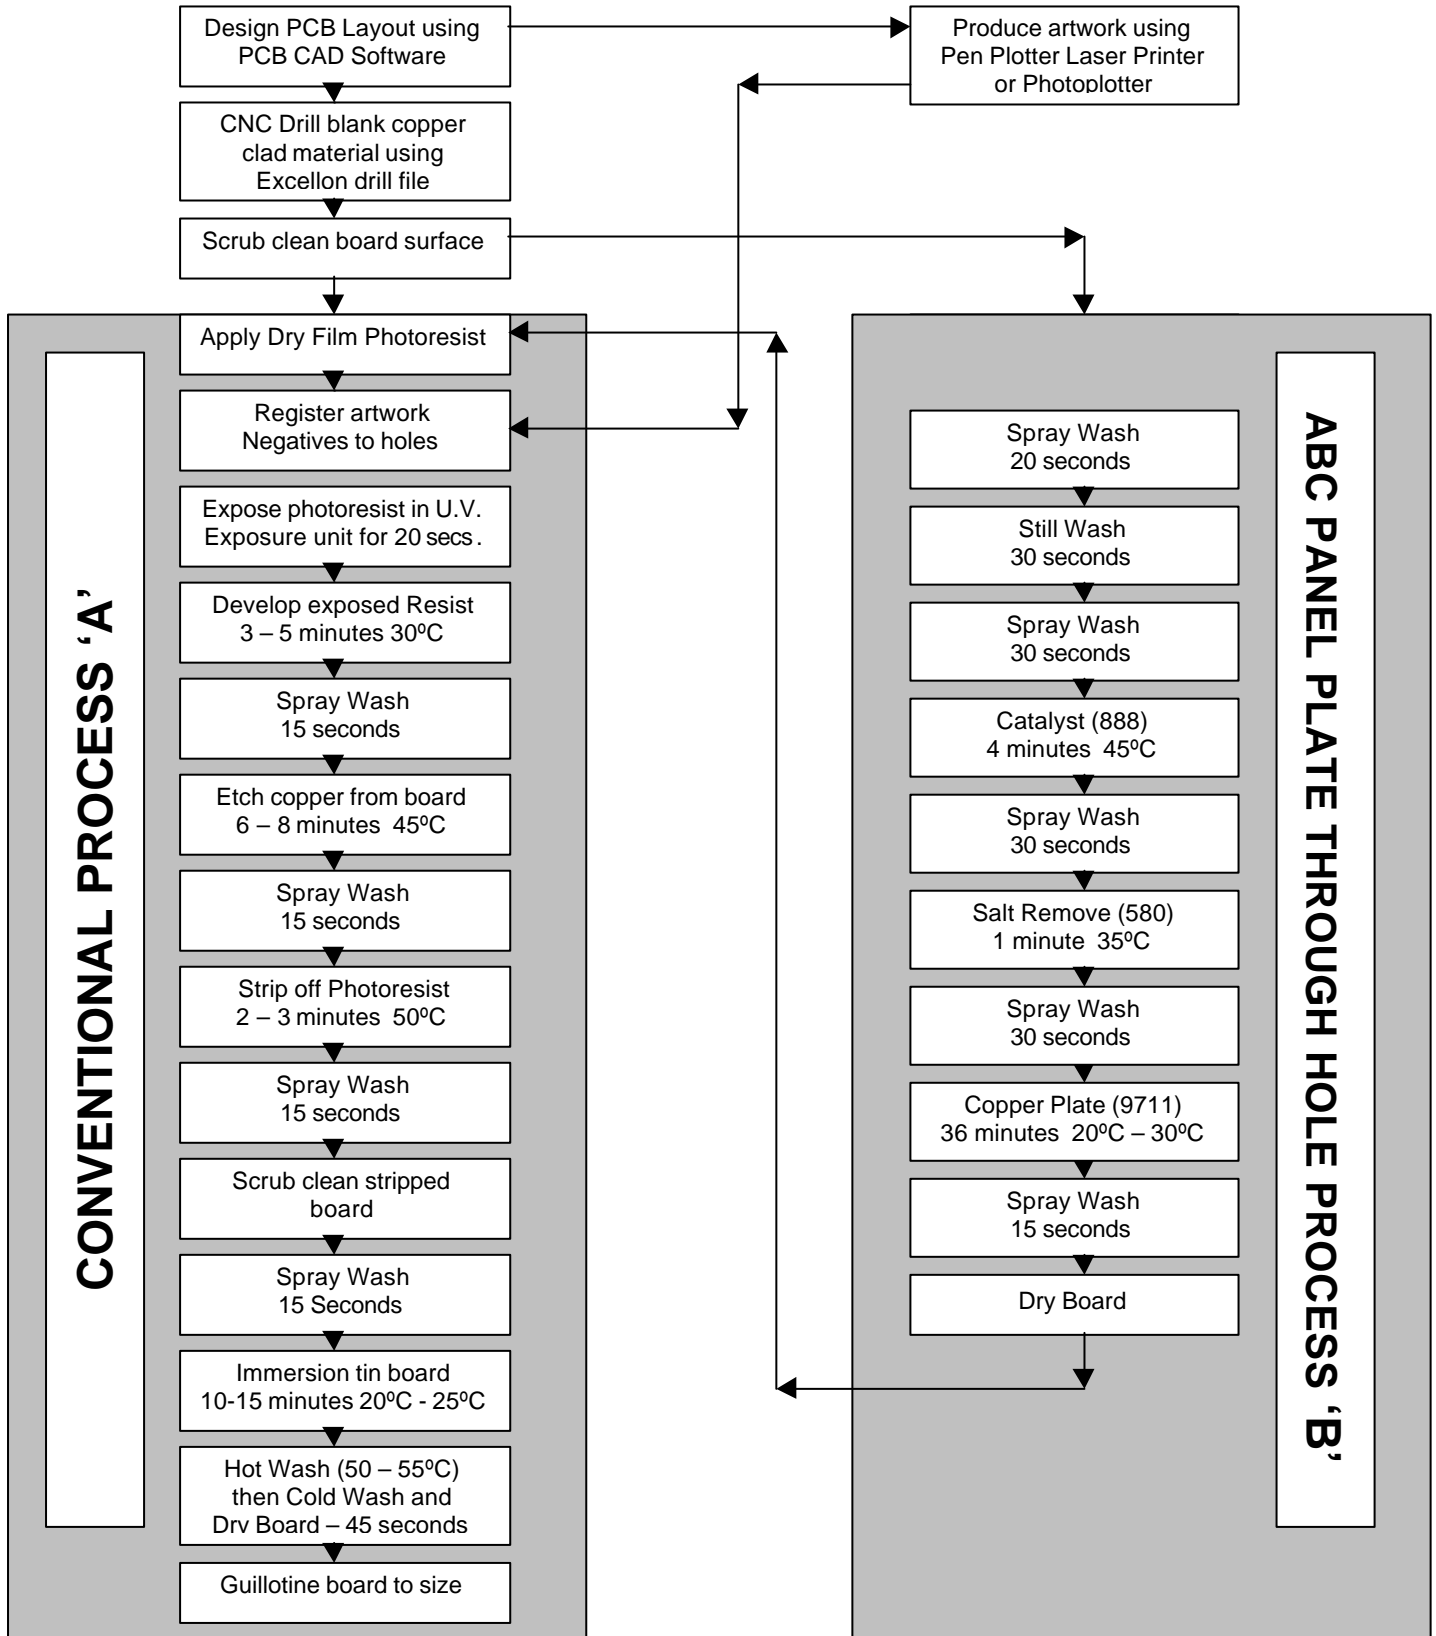 Design PCB Layout using
PCB CAD Software
Produce artwork using
Pen Plotter Laser Printer
or Photoplotter
CNC Drill blank copper
clad material using
Excellon drill file
Scrub clean board surface
CONVENTIONAL PROCESS ‘A’
Apply Dry Film Photoresist
Register artwork
Negatives to holes
Expose photoresist in U.V.
Exposure unit for 20 secs.
Develop exposed Resist
3 – 5 minutes 30ºC
Spray Wash
15 seconds
Etch copper from board
6 – 8 minutes 45ºC
Spray Wash
15 seconds
Strip off Photoresist
2 – 3 minutes 50ºC
Spray Wash
15 seconds
Scrub clean stripped
board
Spray Wash
15 Seconds
Immersion tin board
10-15 minutes 20ºC - 25ºC
Hot Wash (50 – 55ºC)
then Cold Wash and
Dry Board – 45 seconds
Guillotine board to size
Spray Wash
20 seconds
Still Wash
30 seconds
Spray Wash
30 seconds
Catalyst (888)
4 minutes 45ºC
Spray Wash
30 seconds
Salt Remove (580)
1 minute 35ºC
Spray Wash
30 seconds
Copper Plate (9711)
36 minutes 20ºC – 30ºC
Spray Wash
15 seconds
Dry Board
ABC PANEL PLATE THROUGH HOLE PROCESS ‘B’